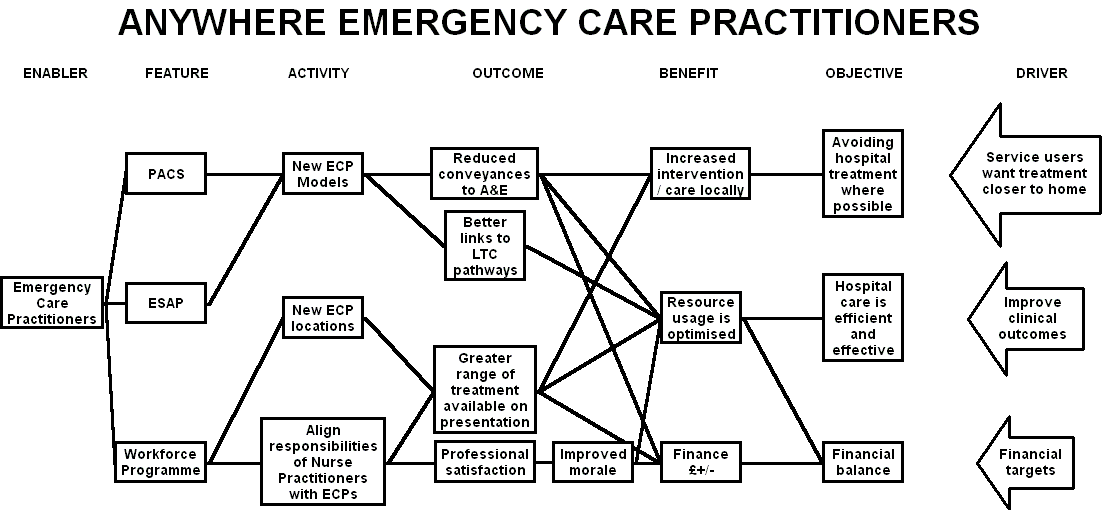 ANYWHERE EMERGENCY CARE PRACTITIONERS
ENABLER FEATURE ACTIVITY OUTCOME BENEFIT OBJECTIVE DRIVER
Emergency
Care
Practitioners
PACS
ESAP
Workforce
Programme
New ECP
Models
New ECP
locations
Align
responsibilities
of Nurse
Practitioners
with ECPs
Reduced
conveyances
to A&E
Better
links to
LTC
pathways
Greater
range of
treatment
available on
presentation
Professional
satisfaction
Improved
morale
Increased
intervention
/ care locally
Resource
usage is
optimised
Finance
£+/-
Avoiding
hospital
treatment
where
possible
Hospital
care is
efficient
and
effective
Financial
balance
Service users
want treatment
closer to home
Improve
clinical
outcomes
Financial
targets